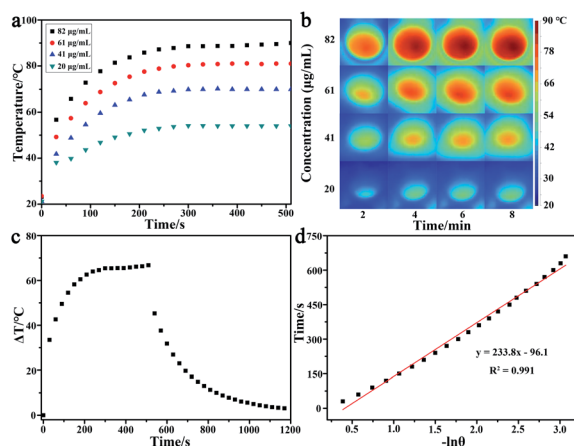 a
82 µg/mL
61 µg/mL
41 µg/mL
20 µg/mL
Temperature/°C
100
80
60
40
20
0 100 200 300 400 500
Time/s
b
90 °C
78
66
54
44
32
20
Concentration (µg/mL)
82
61
41
20
2 4 6 8
Time/min
c
ΔT/°C
80
60
40
20
0
0 200 400 600 800 1000 1200
Time/s
d
Time/s
750
600
450
300
150
0
y = 233.8x - 96.1
R² = 0.991
0.0 0.5 1.0 1.5 2.0 2.5 3.0
-lnθ